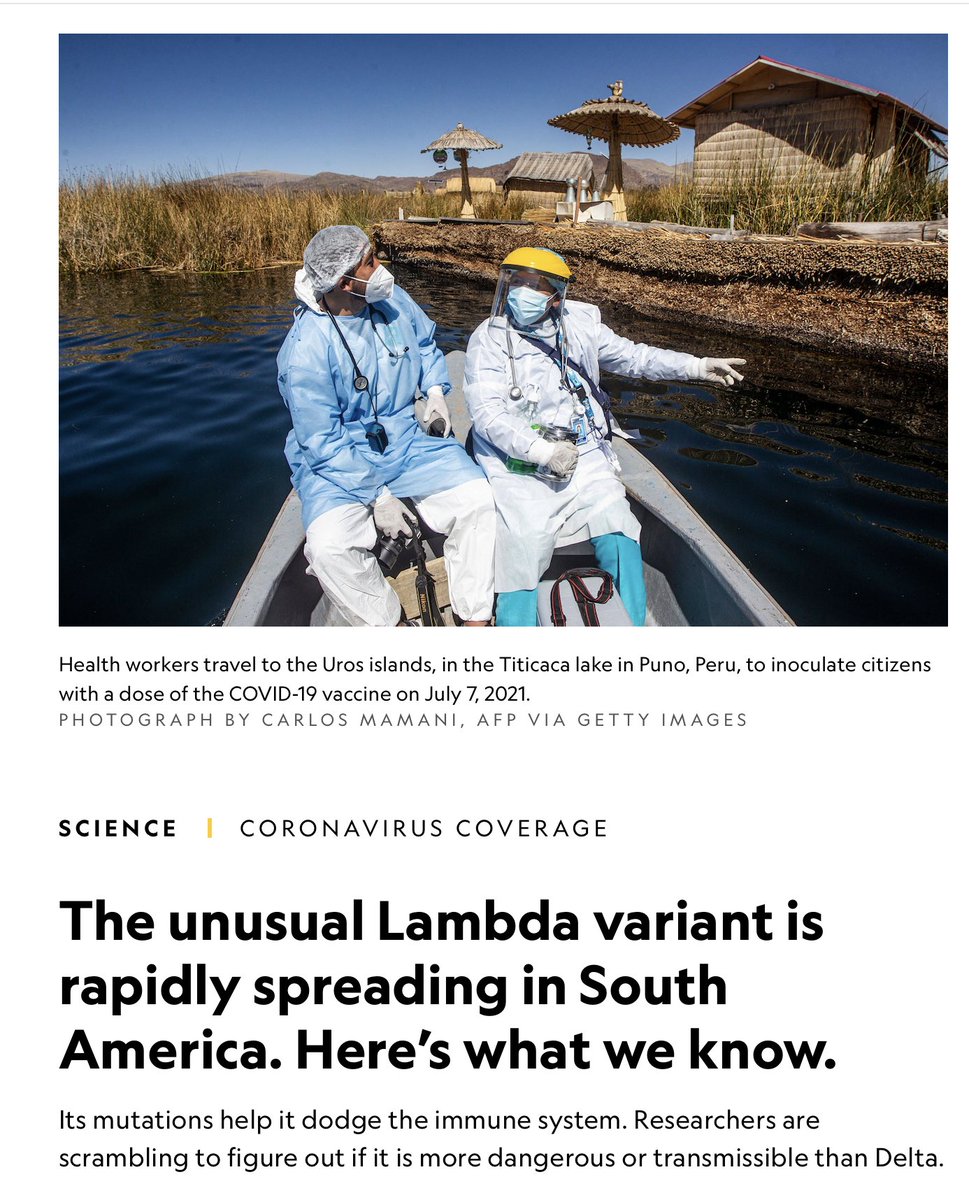 Nikon
Health workers travel to the Uros islands, in the Titicaca lake in Puno, Peru, to inoculate citizens
with a dose of the COVID-19 vaccine on July 7, 2021.
PHOTOGRAPH BY CARLOS MAMANI, AFP VIA GETTY IMAGES
SCIENCE | CORONAVIRUS COVERAGE
The unusual Lambda variant is
rapidly spreading in South
America. Here’s what we know.
Its mutations help it dodge the immune system. Researchers are
scrambling to figure out if it is more dangerous or transmissible than Delta.